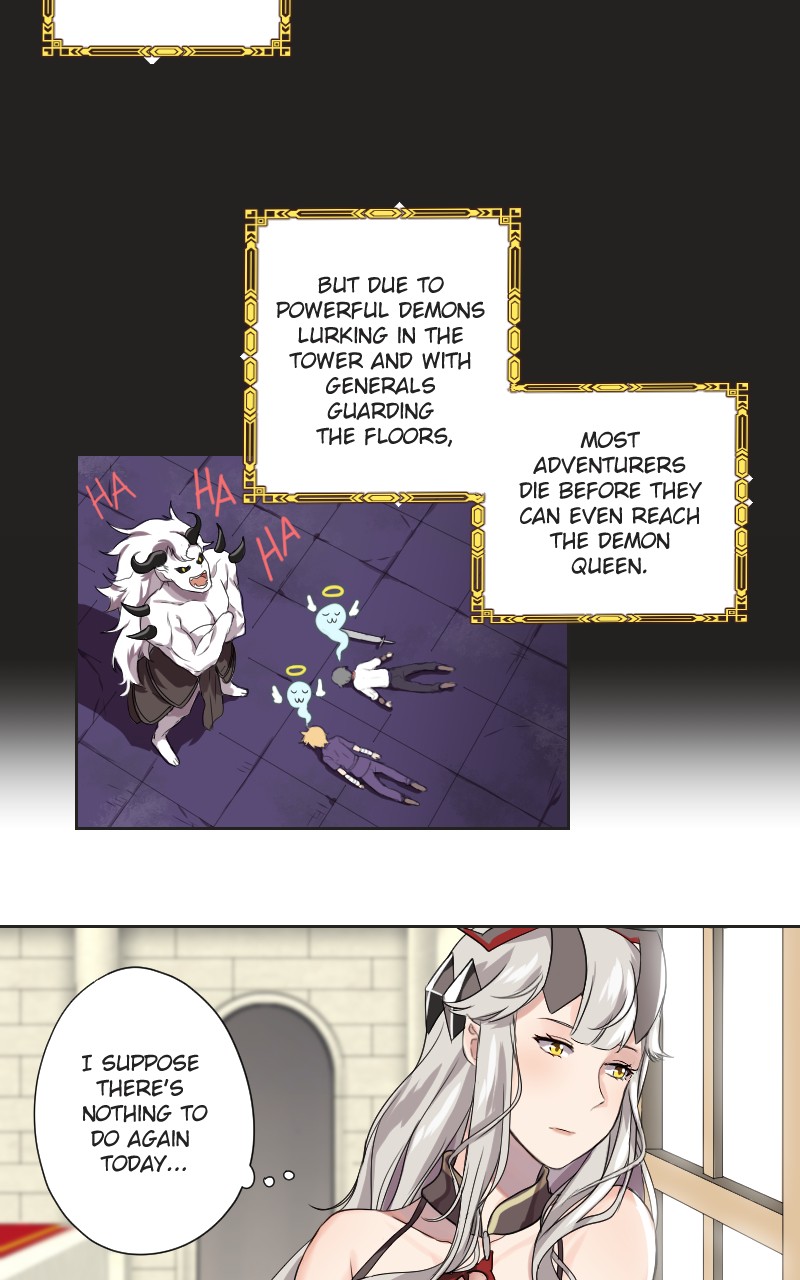 BUT DUE TO
POWERFUL DEMONS
LURKING IN THE
TOWER AND WITH
GENERALS
GUARDING
THE FLOORS,
MOST
ADVENTURERS
DIE BEFORE THEY
CAN EVEN REACH
THE DEMON
QUEEN.
HA
HA
HA
I SUPPOSE
THERE'S
NOTHING TO
DO AGAIN
TODAY...